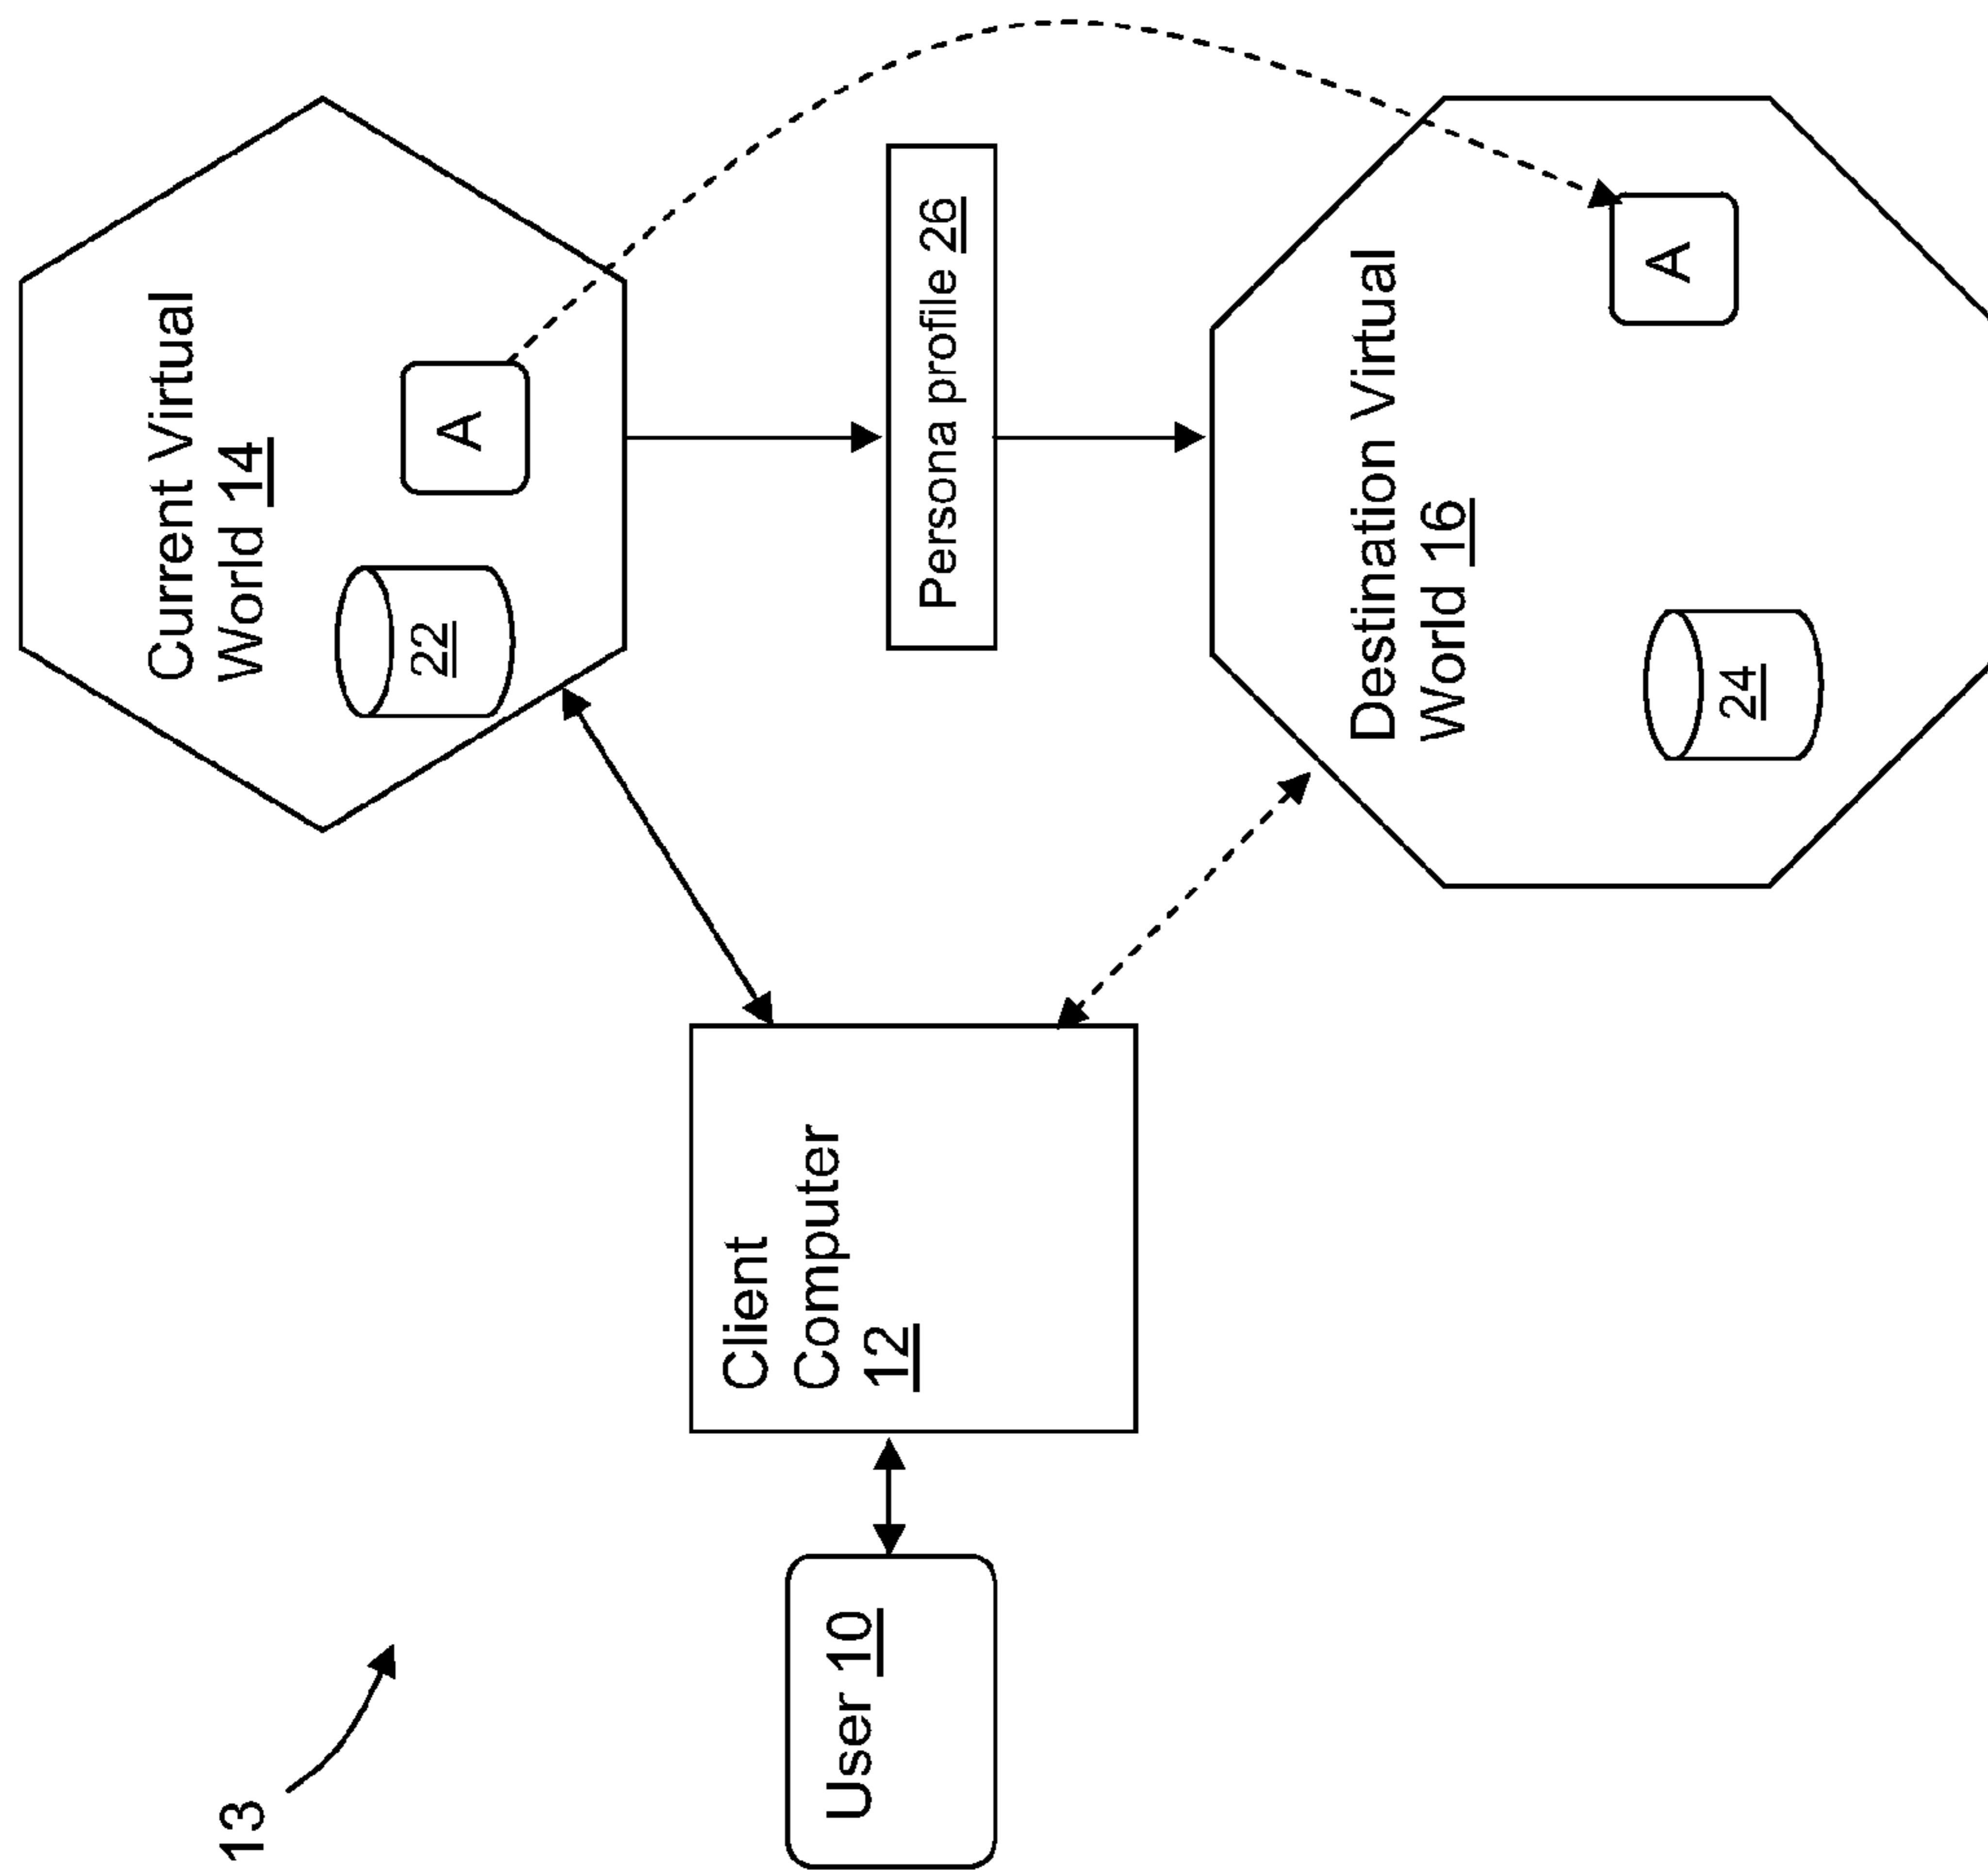 13
User 10
Client
Computer
12
Current Virtual
World 14
22
A
Persona profile 26
Destination Virtual
World 16
24
A